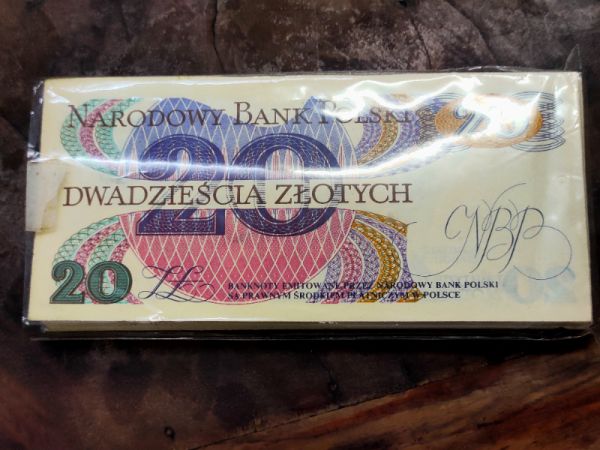 NARODOWY BANK POLSKI
20
20
DWADZIEŚCIA ZŁOTYCH
NBP
20
ZŁ
BANKNOTY EMITOWANE PRZEZ NARODOWY BANK POLSKI
SĄ PRAWNYM ŚRODKIEM PŁATNICZYM W POLSCE